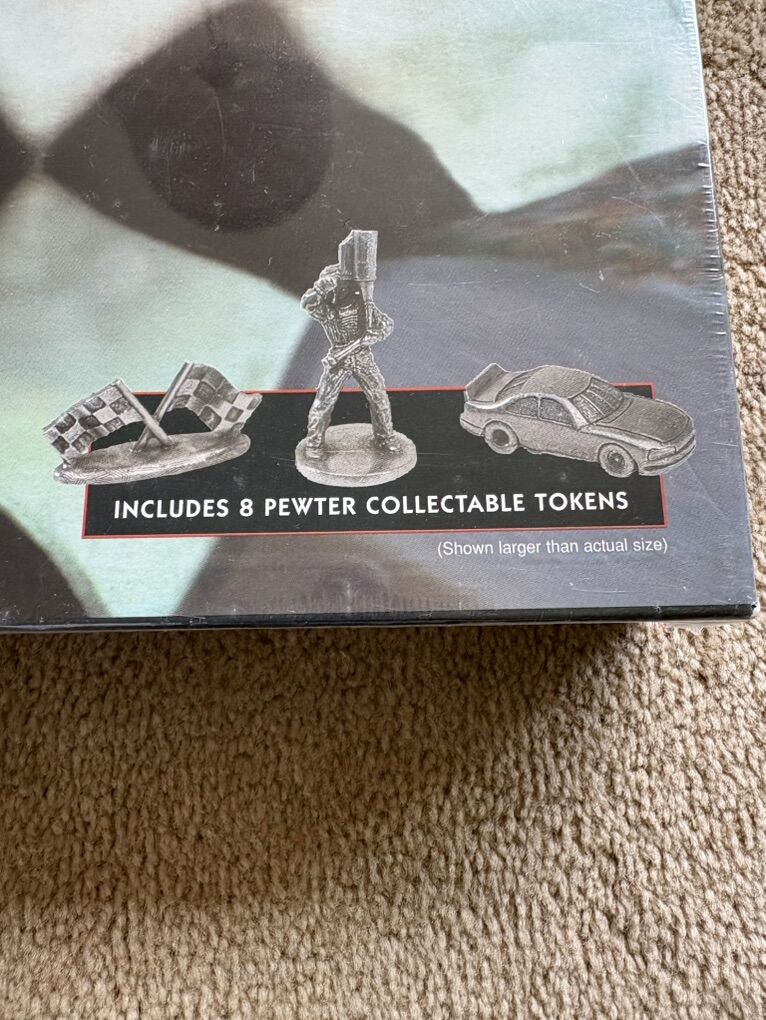 INCLUDES 8 PEWTER COLLECTABLE TOKENS
(Shown larger than actual size)